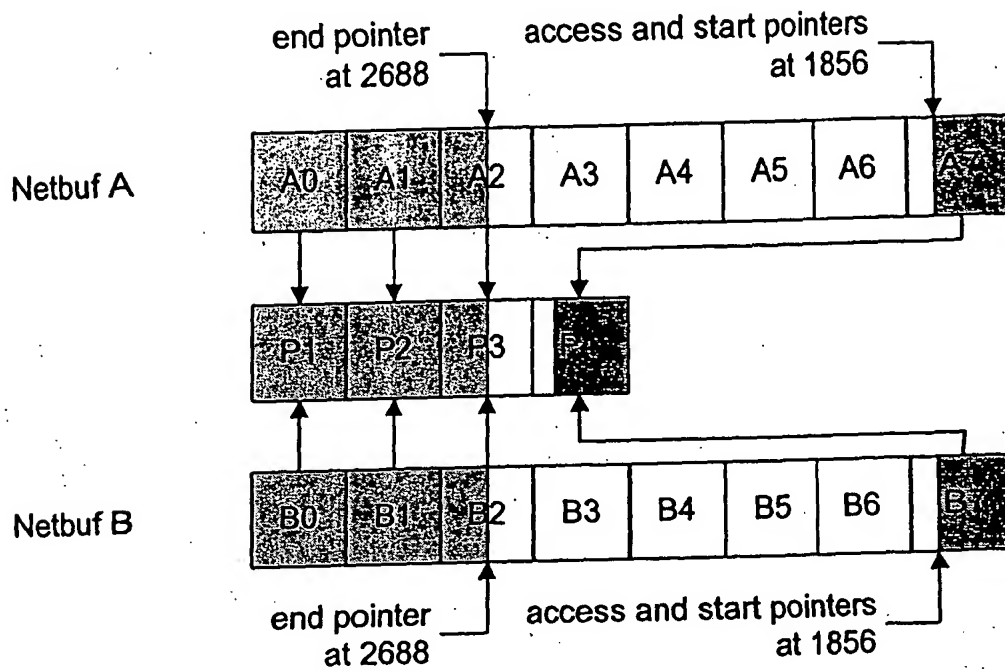 end pointer
at 2688
access and start pointers
at 1856
Netbuf A
A0 A1 A2 A3 A4 A5 A6 A7
P1 P2 P3
Netbuf B
B0 B1 B2 B3 B4 B5 B6 B7
end pointer
at 2688
access and start pointers
at 1856